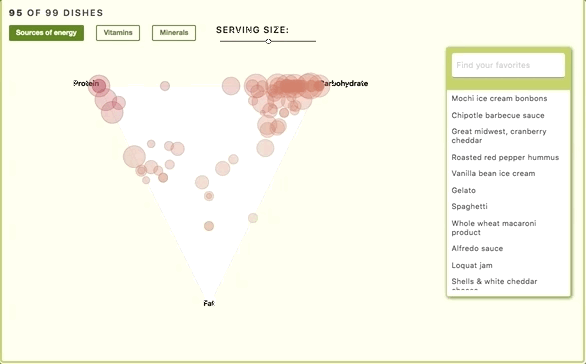 95 OF 99 DISHES
Sources of energy
Vitamins
Minerals
SERVING SIZE:
Protein
Carbohydrate
Fat
Find your favorites
Mochi ice cream bonbons
Chipotle barbecue sauce
Great midwest, cranberry
cheddar
Roasted red pepper hummus
Vanilla bean ice cream
Gelato
Spaghetti
Whole wheat macaroni
product
Alfredo sauce
Loquat jam
Shells & white cheddar
cheese